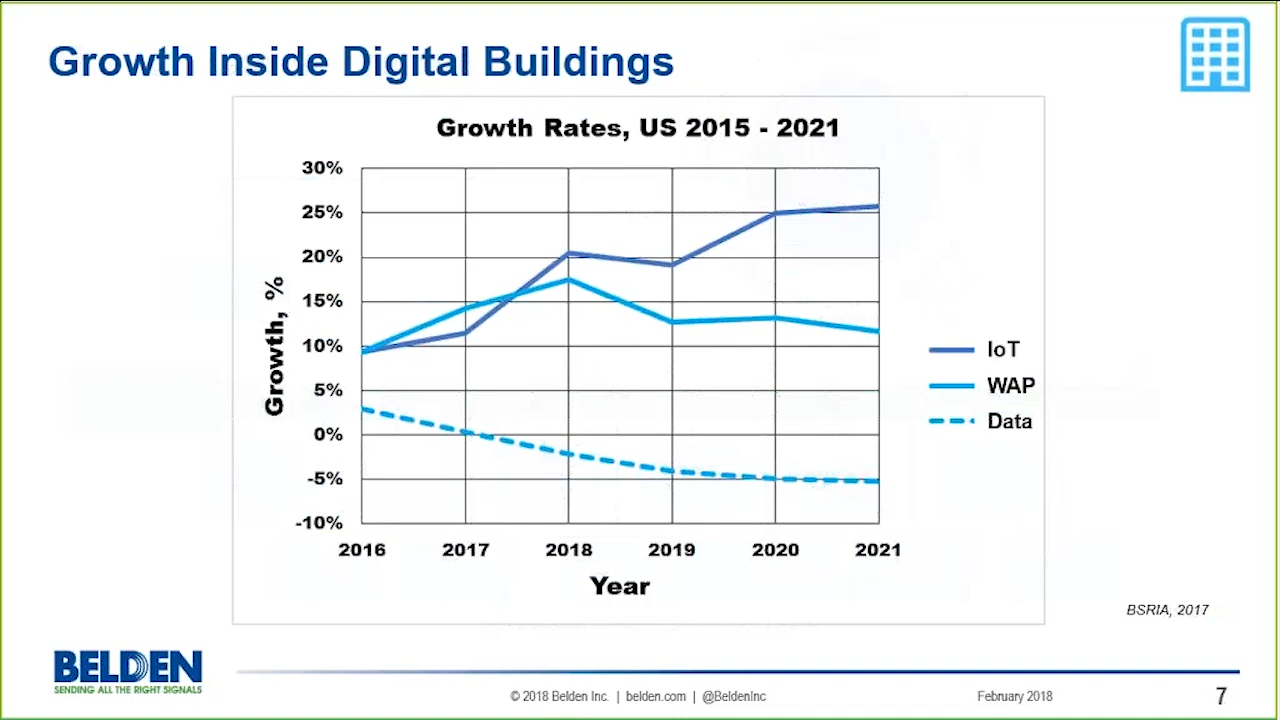 Growth Inside Digital Buildings
Growth Rates, US 2015 - 2021
30%
25%
20%
15%
10%
5%
0%
-5%
-10%
Growth, %
2016 2017 2018 2019 2020 2021
Year
IoT
WAP
Data
BSRIA, 2017
BELDEN
SENDING ALL THE RIGHT SIGNALS
© 2018 Belden Inc. | belden.com | @BeldenInc
February 2018
7